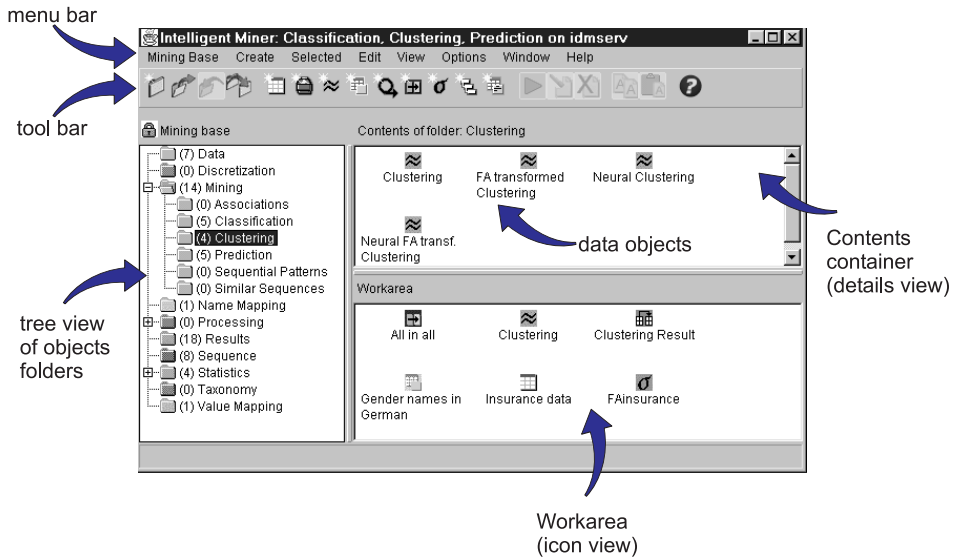 menu bar
Intelligent Miner: Classification, Clustering, Prediction on idmserv
Mining Base Create Selected Edit View Options Window Help
tool bar
Mining base
Contents of folder: Clustering
(7) Data
(0) Discretization
(14) Mining
(0) Associations
(5) Classification
(4) Clustering
(5) Prediction
(0) Sequential Patterns
(0) Similar Sequences
(1) Name Mapping
(0) Processing
(18) Results
(8) Sequence
(4) Statistics
(0) Taxonomy
(1) Value Mapping
Clustering
FA transformed
Clustering
Neural Clustering
Neural FA transf.
Clustering
data objects
Contents
container
(details view)
tree view
of objects
folders
Workarea
All in all
Clustering
Clustering Result
Gender names in
German
Insurance data
FAinsurance
Workarea
(icon view)